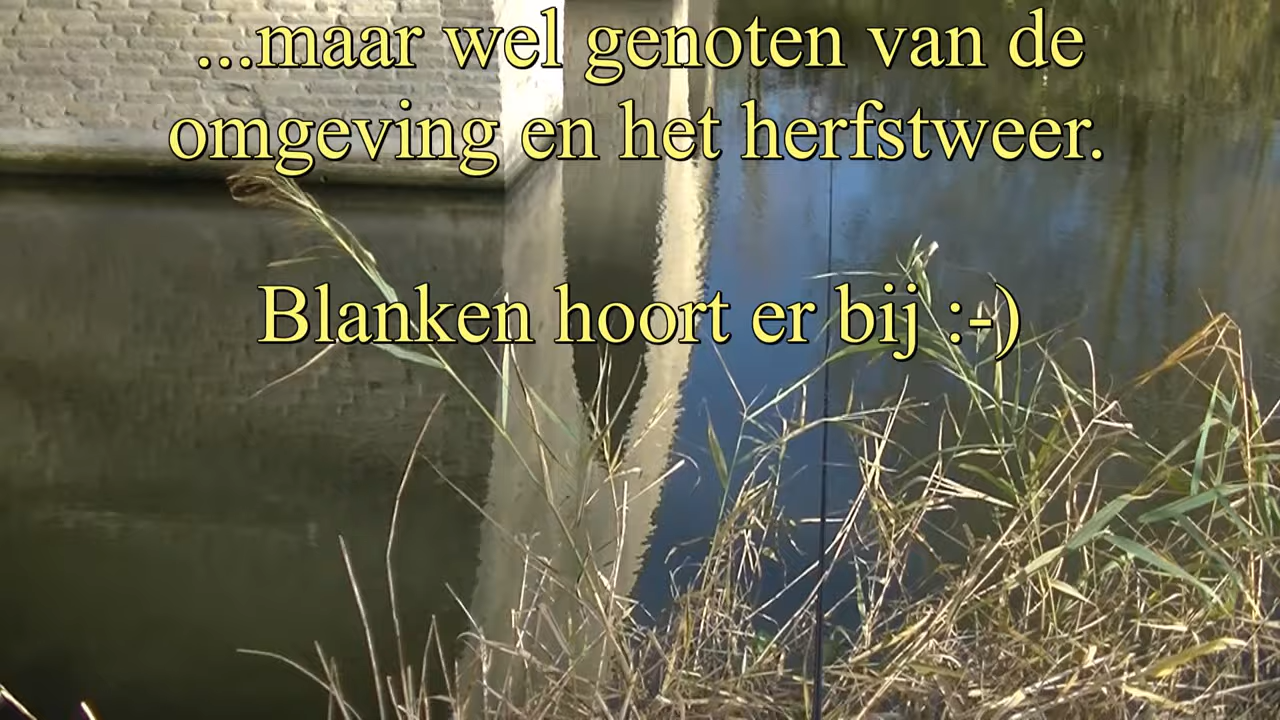 ...maar wel genoten van de
omgeving en het herfstweer.
Blanken hoort er bij :-)